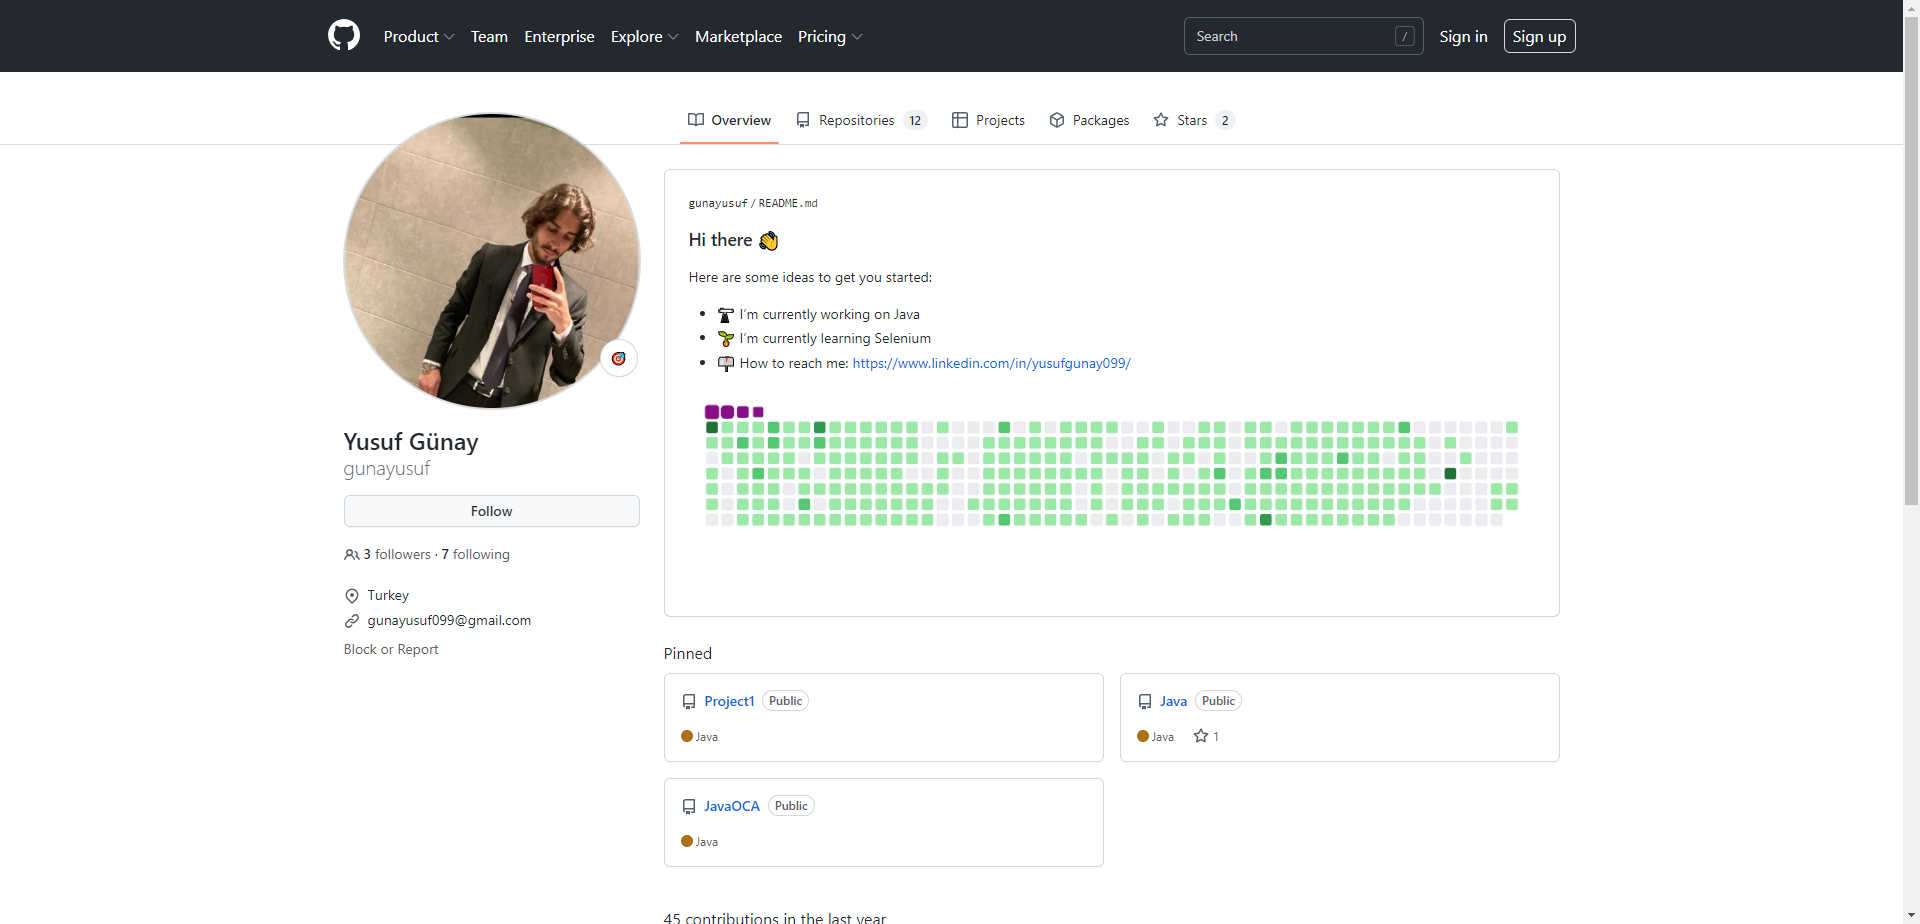 Product Team Enterprise Explore Marketplace Pricing Search / Sign in Sign up
Overview Repositories 12 Projects Packages Stars 2
gunayusuf / README.md
Hi there 👋
Here are some ideas to get you started:
I'm currently working on Java
🌱 I'm currently learning Selenium
📫 How to reach me: https://www.linkedin.com/in/yusufgunay099/
Yusuf Günay
gunayusuf
Follow
3 followers · 7 following
Turkey
gunayusuf099@gmail.com
Block or Report
Pinned
Project1 Public
Java
Java Public
Java 1
JavaOCA Public
Java
45 contributions in the last year